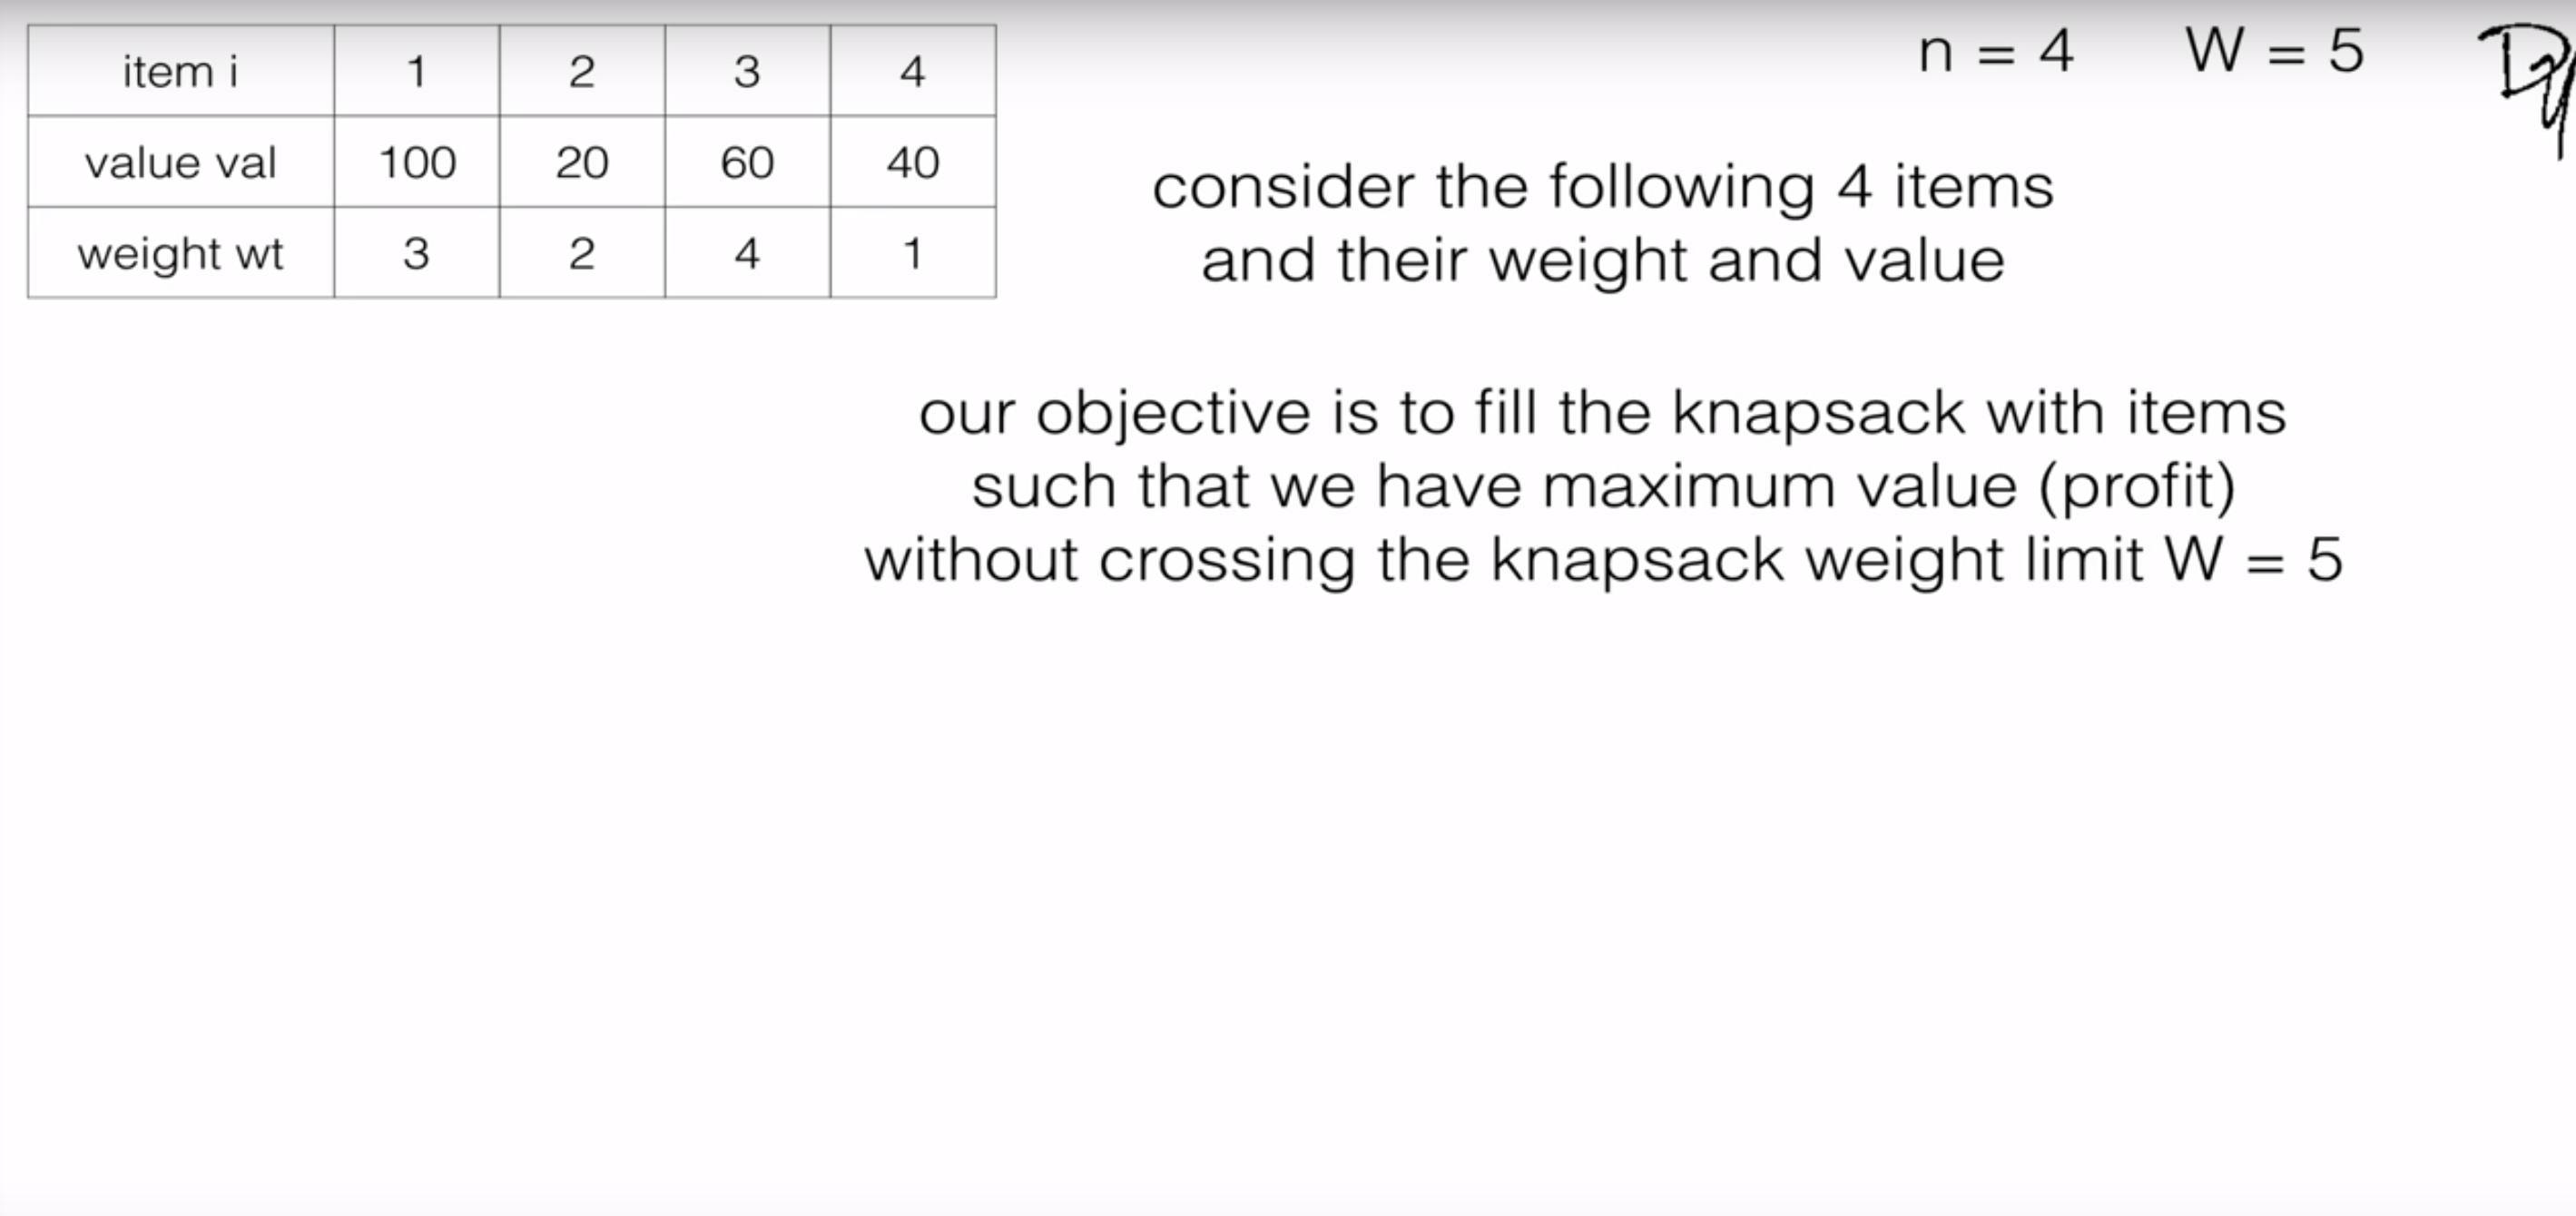 item i 1 2 3 4
value val 100 20 60 40
weight wt 3 2 4 1
n = 4 W = 5
consider the following 4 items
and their weight and value
our objective is to fill the knapsack with items
such that we have maximum value (profit)
without crossing the knapsack weight limit W = 5